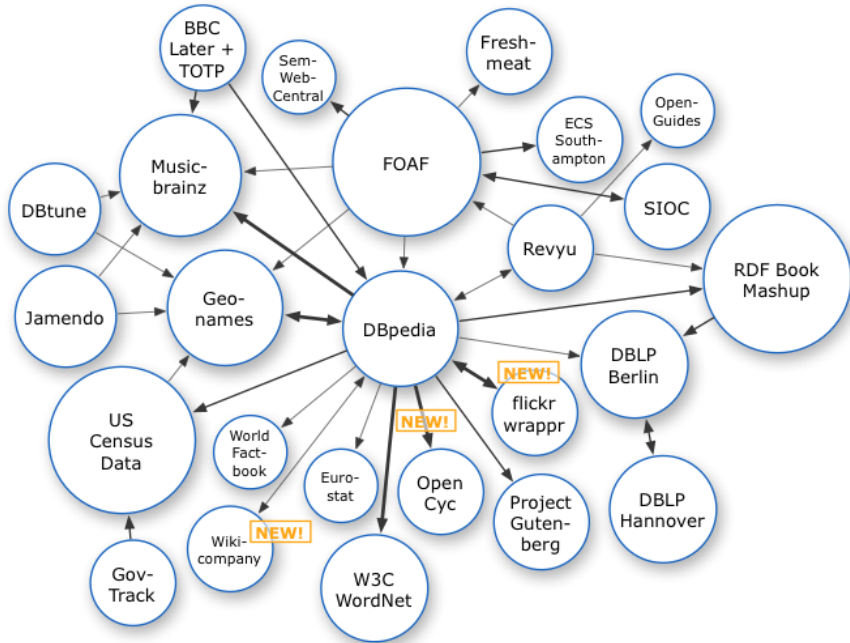 BBC
Later +
TOTP
Sem-
Web-
Central
Fresh-
meat
Open-
Guides
ECS
South-
ampton
FOAF
Music-
brainz
DBtune
SIOC
Revyu
RDF Book
Mashup
Geo-
names
Jamendo
DBpedia
DBLP
Berlin
NEW!
flickr
wrappr
US
Census
Data
World
Fact-
book
NEW!
Euro-
stat
Open
Cyc
Project
Guten-
berg
DBLP
Hannover
Wiki-
company
NEW!
Gov-
Track
W3C
WordNet